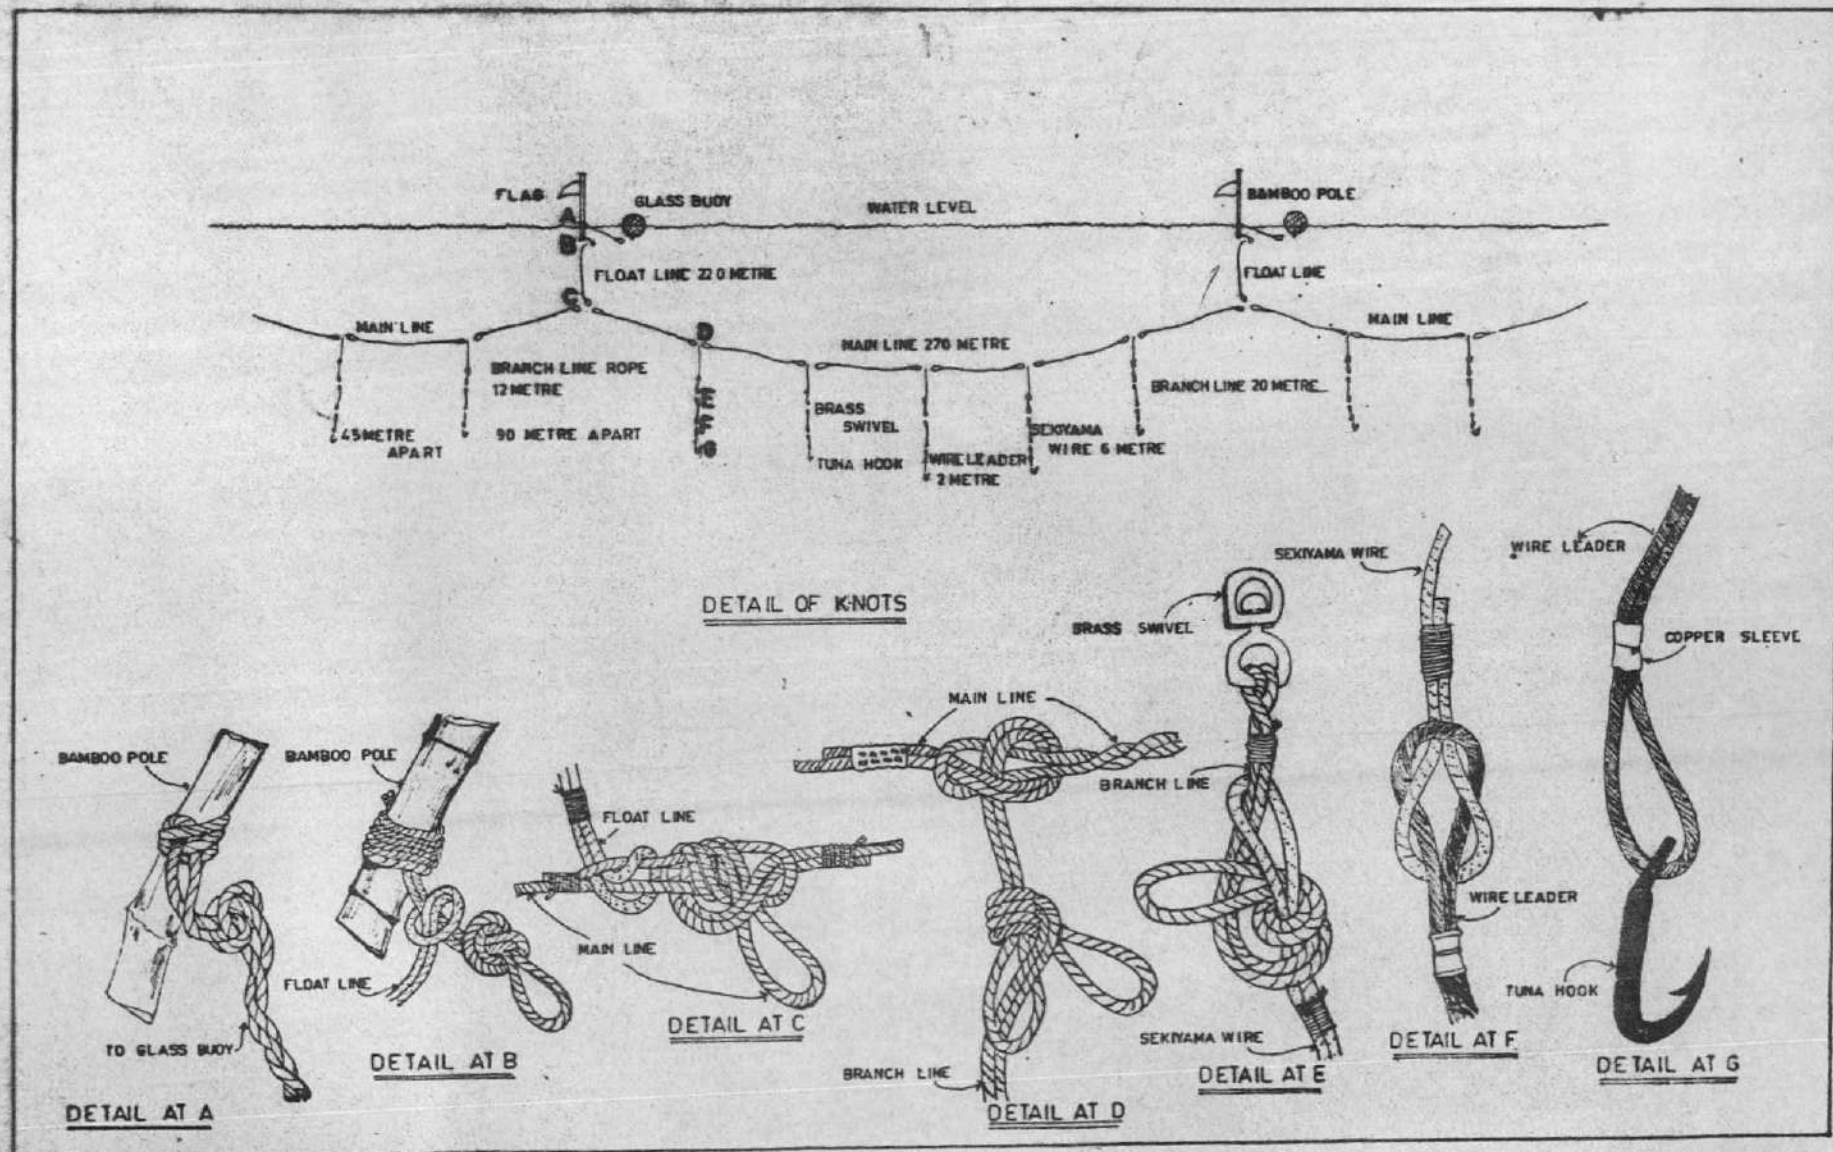 FLAG
GLASS BUOY
WATER LEVEL
BAMBOO POLE
A
B
FLOAT LINE 220 METRE
FLOAT LINE
C
MAIN LINE
D
MAIN LINE 270 METRE
MAIN LINE
BRANCH LINE ROPE
12 METRE
BRANCH LINE 20 METRE
45 METRE
APART
90 METRE APART
G
BRASS
SWIVEL
TUNA HOOK
WIRE LEADER
2 METRE
SEKIYAMA
WIRE 6 METRE
DETAIL OF KNOTS
BAMBOO POLE
TO GLASS BUOY
DETAIL AT A
BAMBOO POLE
FLOAT LINE
DETAIL AT B
FLOAT LINE
MAIN LINE
DETAIL AT C
MAIN LINE
BRANCH LINE
DETAIL AT D
BRASS SWIVEL
BRANCH LINE
SEKIYAMA WIRE
DETAIL AT E
SEKIYAMA WIRE
WIRE LEADER
DETAIL AT F
WIRE LEADER
COPPER SLEEVE
TUNA HOOK
DETAIL AT G